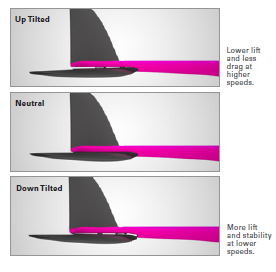 Up Tilted
Lower lift
and less
drag at
higher
speeds.
Neutral
Down Tilted
More lift
and stability
at lower
speeds.